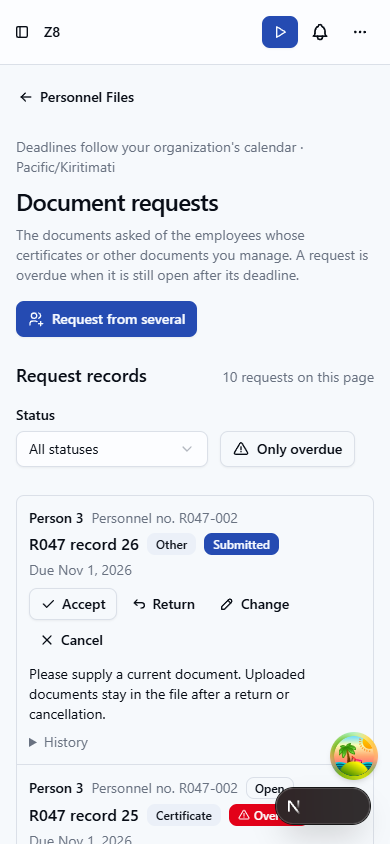 Z8
Personnel Files
Deadlines follow your organization's calendar ·
Pacific/Kiritimati
Document requests
The documents asked of the employees whose
certificates or other documents you manage. A request is
overdue when it is still open after its deadline.
Request from several
Request records
10 requests on this page
Status
All statuses
Only overdue
Person 3 Personnel no. R047-002
R047 record 26 Other Submitted
Due Nov 1, 2026
Accept Return Change
Cancel
Please supply a current document. Uploaded
documents stay in the file after a return or
cancellation.
History
Person 3 Personnel no. R047-002 Open
R047 record 25 Certificate
Due Nov 1, 2026
N